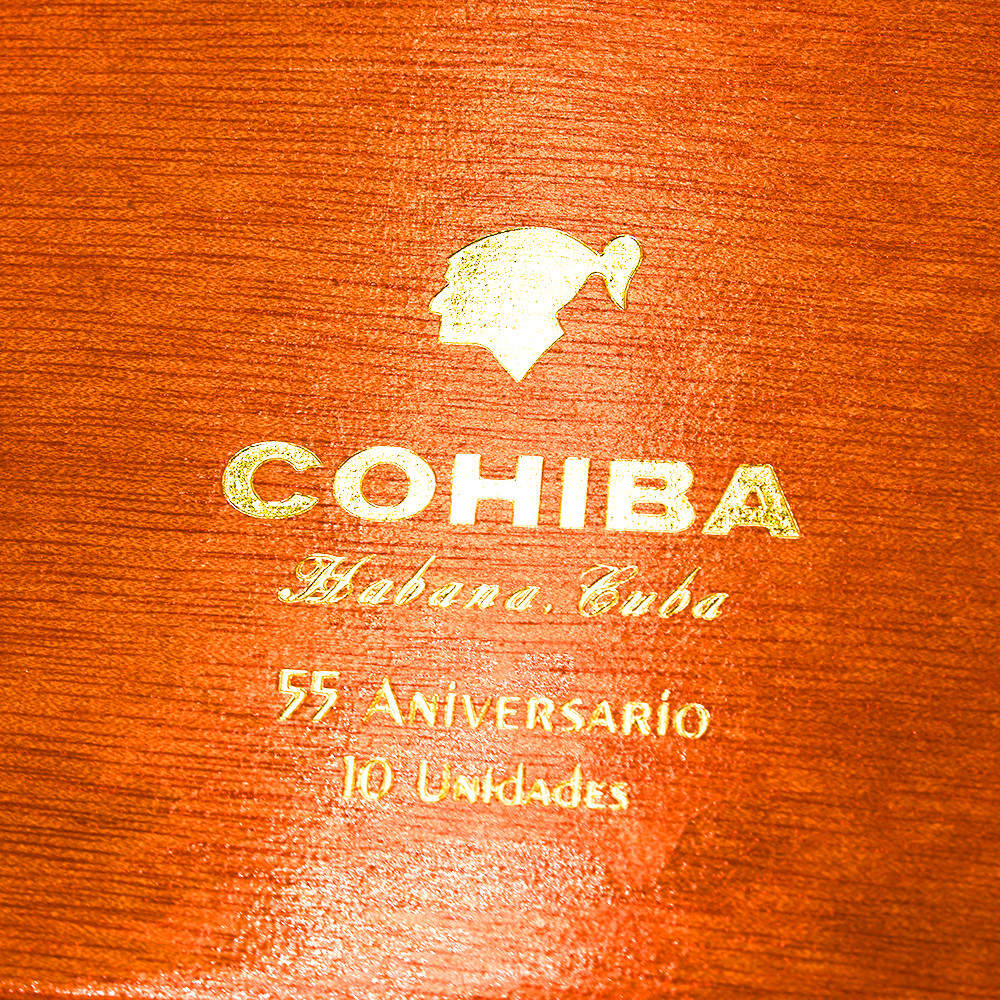 COHIBA
Habana, Cuba
55 ANiVERSARiO
10 UNidAdES